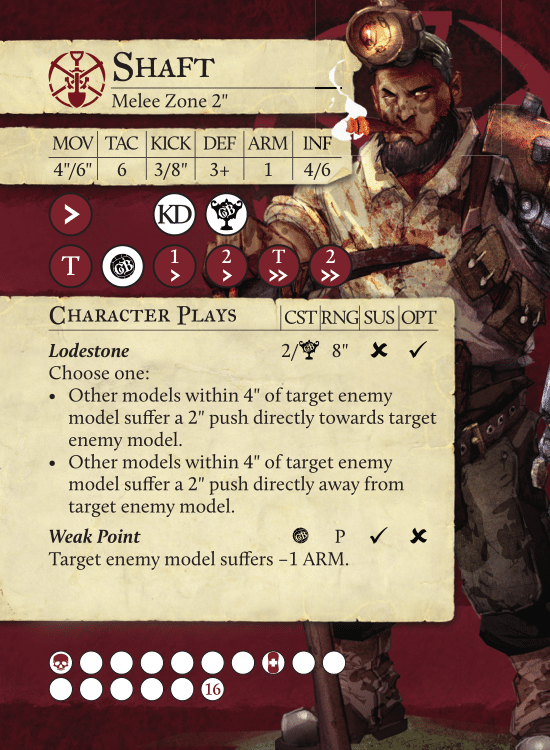 SHAFT
Melee Zone 2"
MOV TAC KICK DEF ARM INF
4"/6" 6 3/8" 3+ 1 4/6
> KD GB
T GB 1 > 2 > T >> 2 >>
CHARACTER PLAYS CST RNG SUS OPT
Lodestone 2/GB 8" ✘ ✓
Choose one:
• Other models within 4" of target enemy
model suffer a 2" push directly towards target
enemy model.
• Other models within 4" of target enemy
model suffer a 2" push directly away from
target enemy model.
Weak Point GB P ✓ ✘
Target enemy model suffers −1 ARM.
16